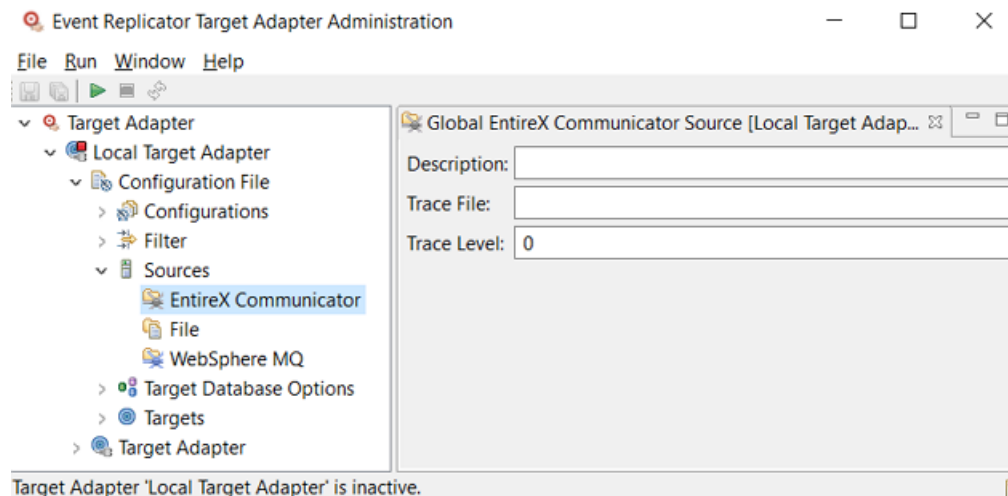 Event Replicator Target Adapter Administration
File Run Window Help
Target Adapter
Local Target Adapter
Configuration File
Configurations
Filter
Sources
EntireX Communicator
File
WebSphere MQ
Target Database Options
Targets
Target Adapter
Global EntireX Communicator Source [Local Target Adap...
Description:
Trace File:
Trace Level: 0
Target Adapter 'Local Target Adapter' is inactive.